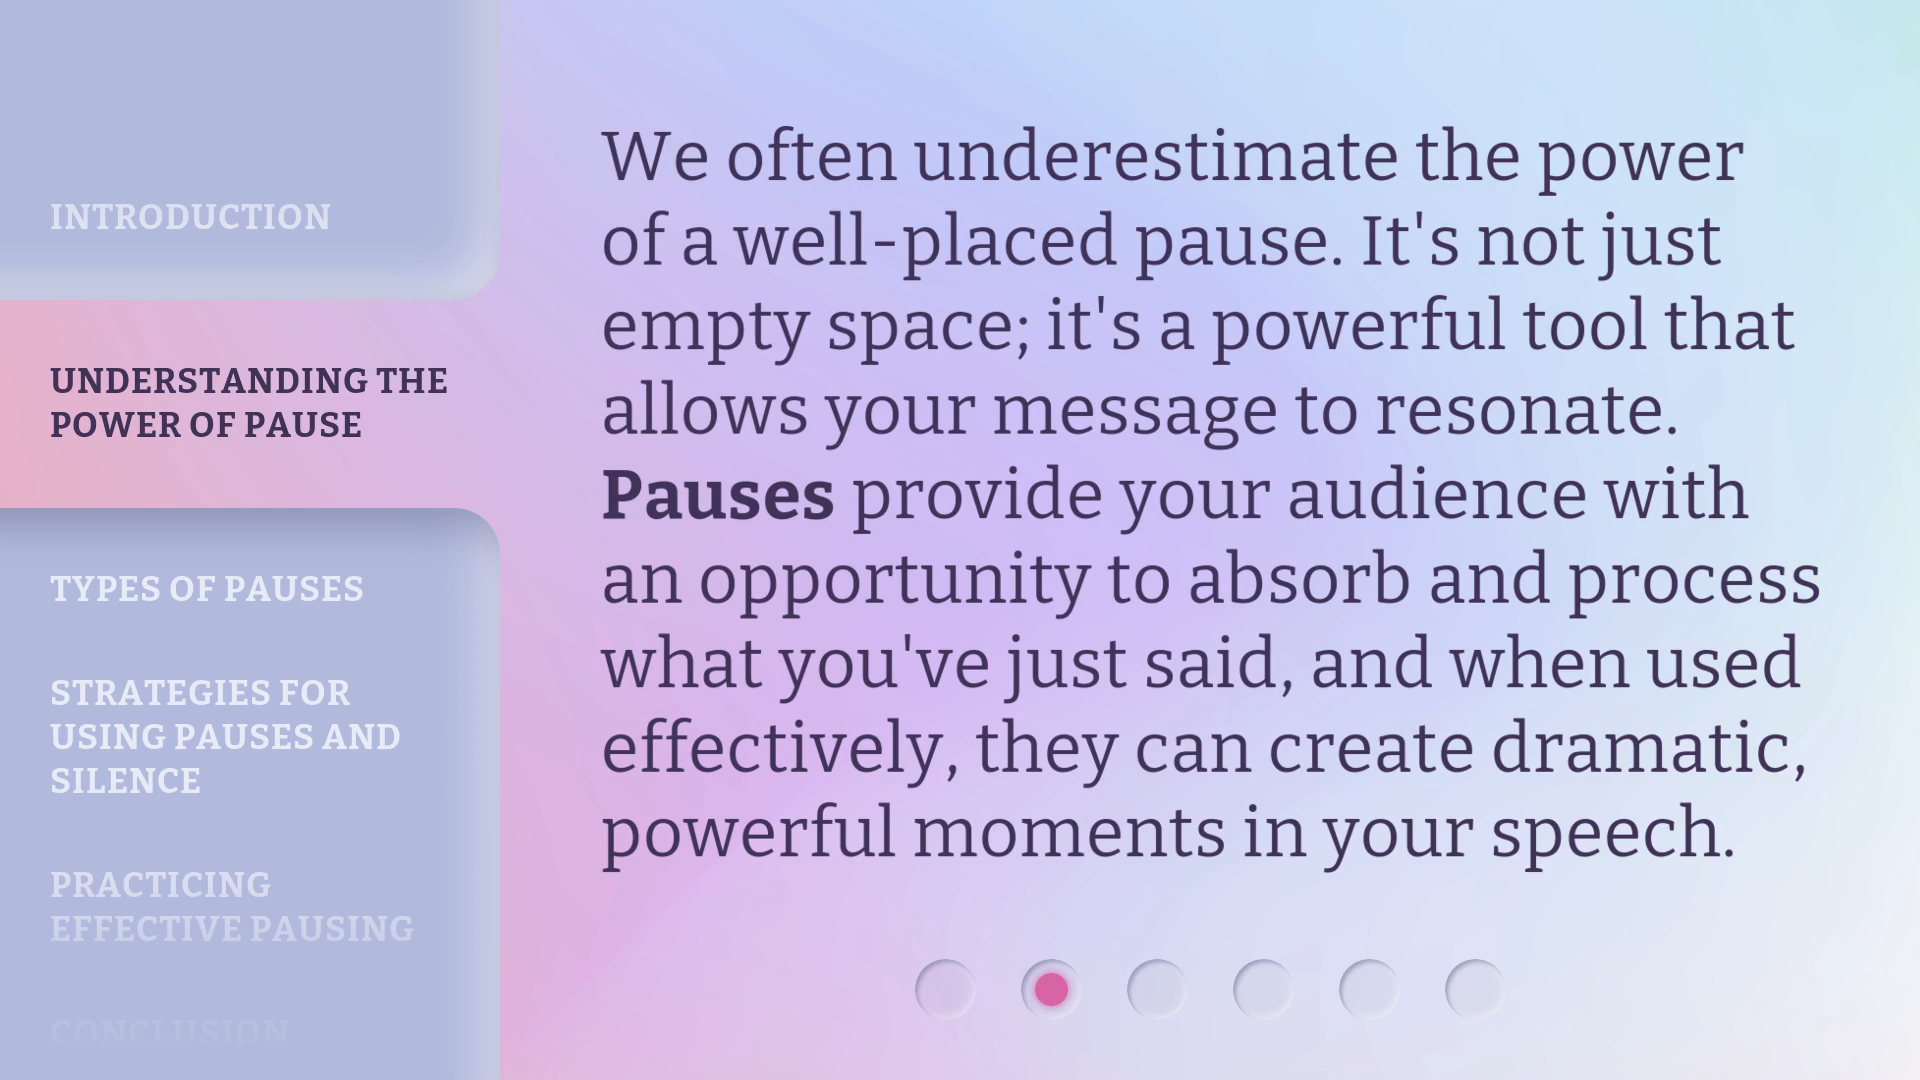 INTRODUCTION
UNDERSTANDING THE
POWER OF PAUSE
TYPES OF PAUSES
STRATEGIES FOR
USING PAUSES AND
SILENCE
PRACTICING
EFFECTIVE PAUSING
CONCLUSION
We often underestimate the power
of a well-placed pause. It's not just
empty space; it's a powerful tool that
allows your message to resonate.
Pauses provide your audience with
an opportunity to absorb and process
what you've just said, and when used
effectively, they can create dramatic,
powerful moments in your speech.